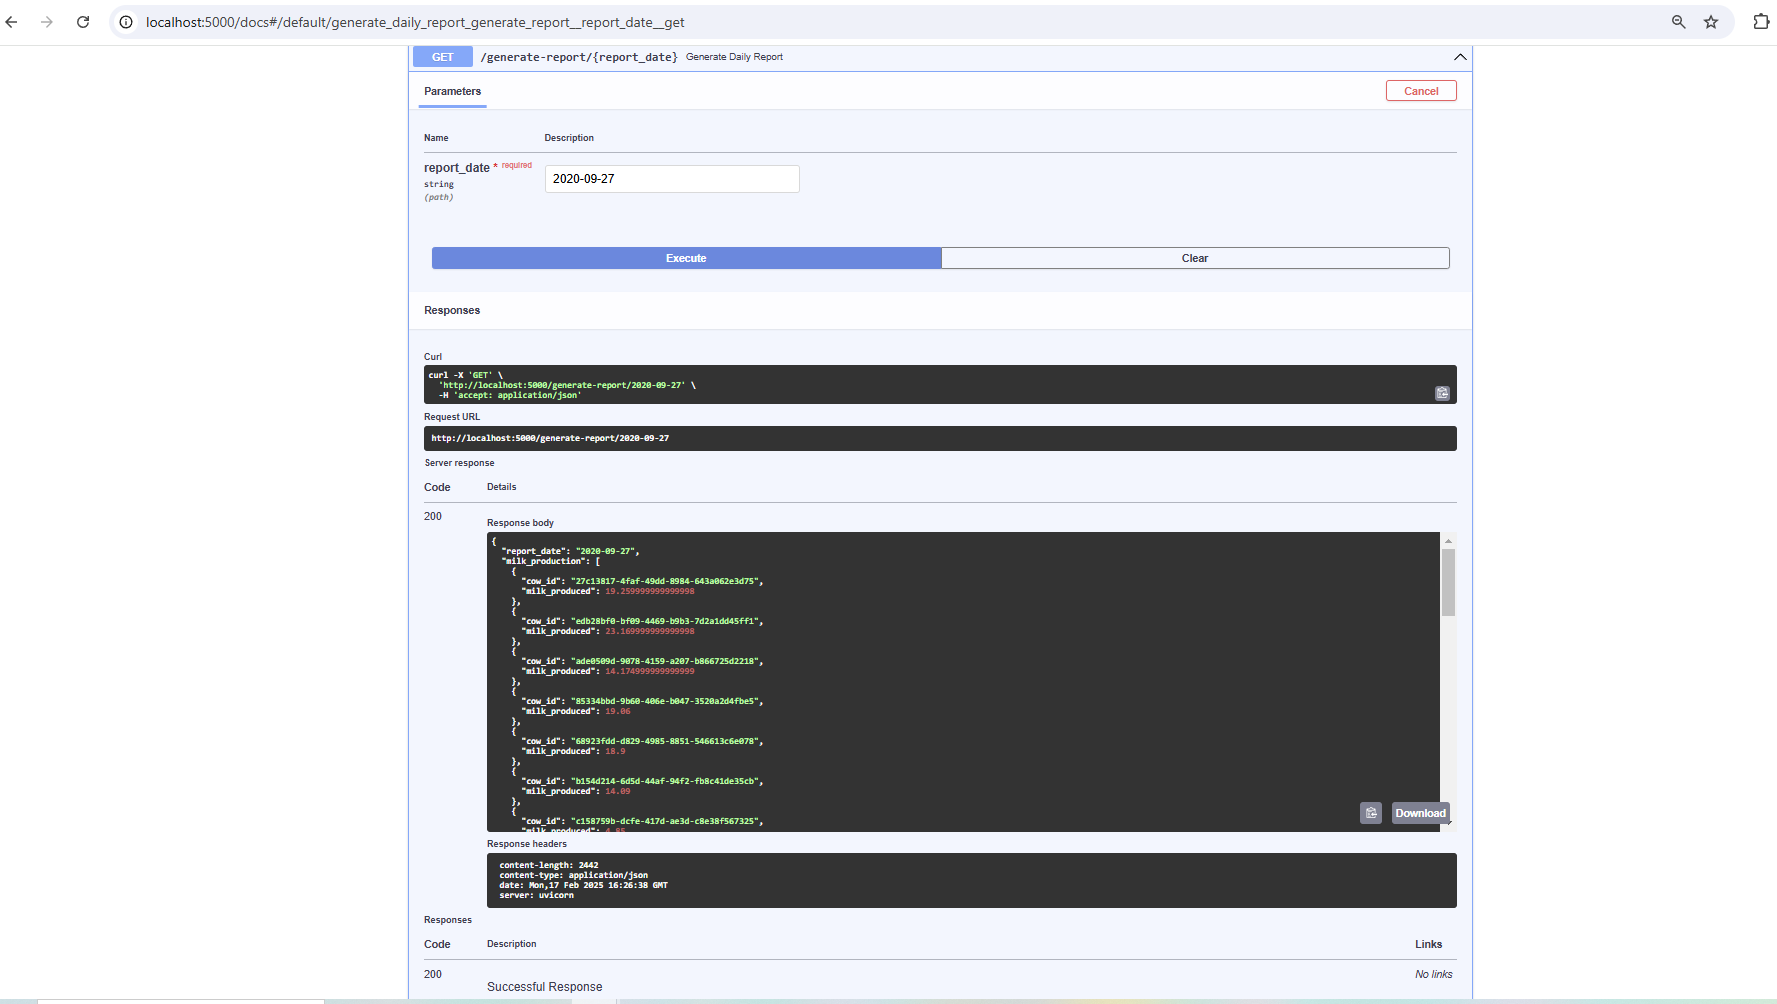 localhost:5000/docs#/default/generate_daily_report_generate_report__report_date__get
GET /generate-report/{report_date} Generate Daily Report
Parameters
Cancel
Name Description
report_date * required
string
(path)
2020-09-27
Execute Clear
Responses
Curl
curl -X 'GET' \
'http://localhost:5000/generate-report/2020-09-27' \
-H 'accept: application/json'
Request URL
http://localhost:5000/generate-report/2020-09-27
Server response
Code Details
200
Response body
{
"report_date": "2020-09-27",
"milk_production": [
{
"cow_id": "27c13817-4faf-49dd-8984-643a062e3d75",
"milk_produced": 19.259999999999998
},
{
"cow_id": "edb28bf0-bf09-4469-b9b3-7d2a1dd45ff1",
"milk_produced": 23.169999999999998
},
{
"cow_id": "ade0509d-9078-4159-a207-b866725d2218",
"milk_produced": 14.174999999999999
},
{
"cow_id": "85334bbd-9b60-406e-b047-3520a2d4fbe5",
"milk_produced": 19.06
},
{
"cow_id": "68923fdd-d829-4985-8851-546613c6e078",
"milk_produced": 18.9
},
{
"cow_id": "b154d214-6d5d-44af-94f2-fb8c41de35cb",
"milk_produced": 14.09
},
{
"cow_id": "c158759b-dcfe-417d-ae3d-c8e38f567325",
"milk_produced": 4.85
Download
Response headers
content-length: 2442
content-type: application/json
date: Mon,17 Feb 2025 16:26:38 GMT
server: uvicorn
Responses
Code Description Links
200 No links
Successful Response